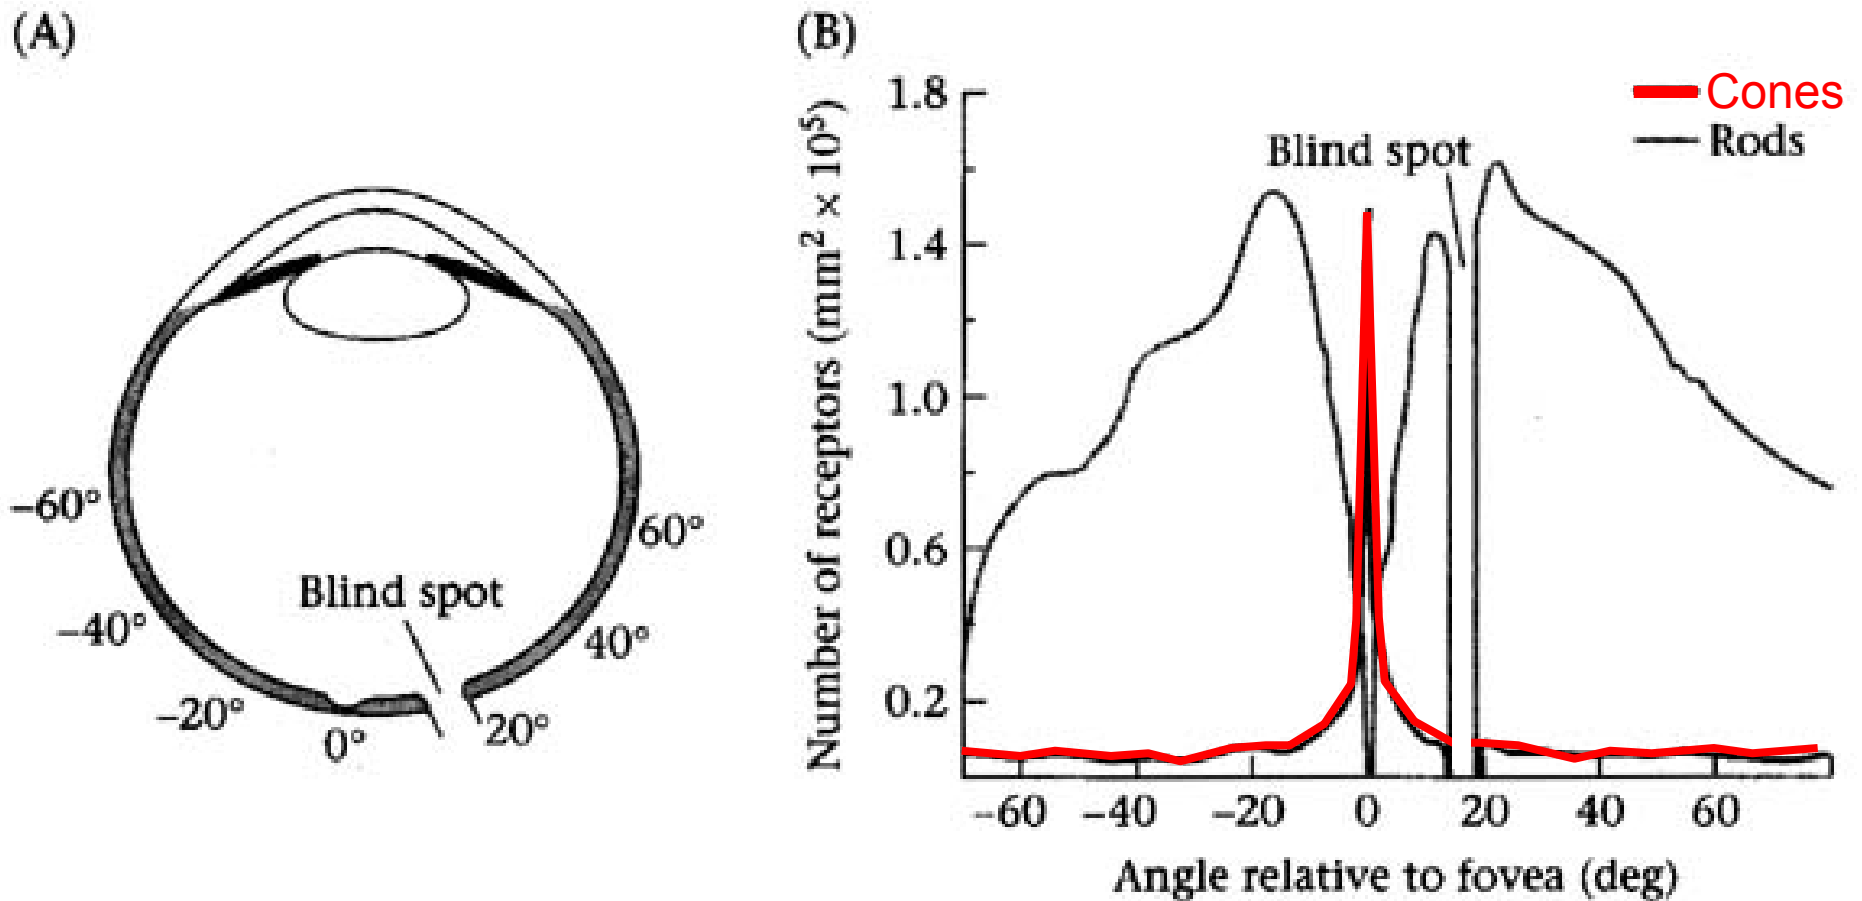 (A)
−60°
−40°
−20°
0°
20°
40°
60°
Blind spot
(B)
Number of receptors (mm² × 10⁵)
1.8
1.4
1.0
0.6
0.2
Blind spot
Cones
Rods
−60 −40 −20 0 20 40 60
Angle relative to fovea (deg)